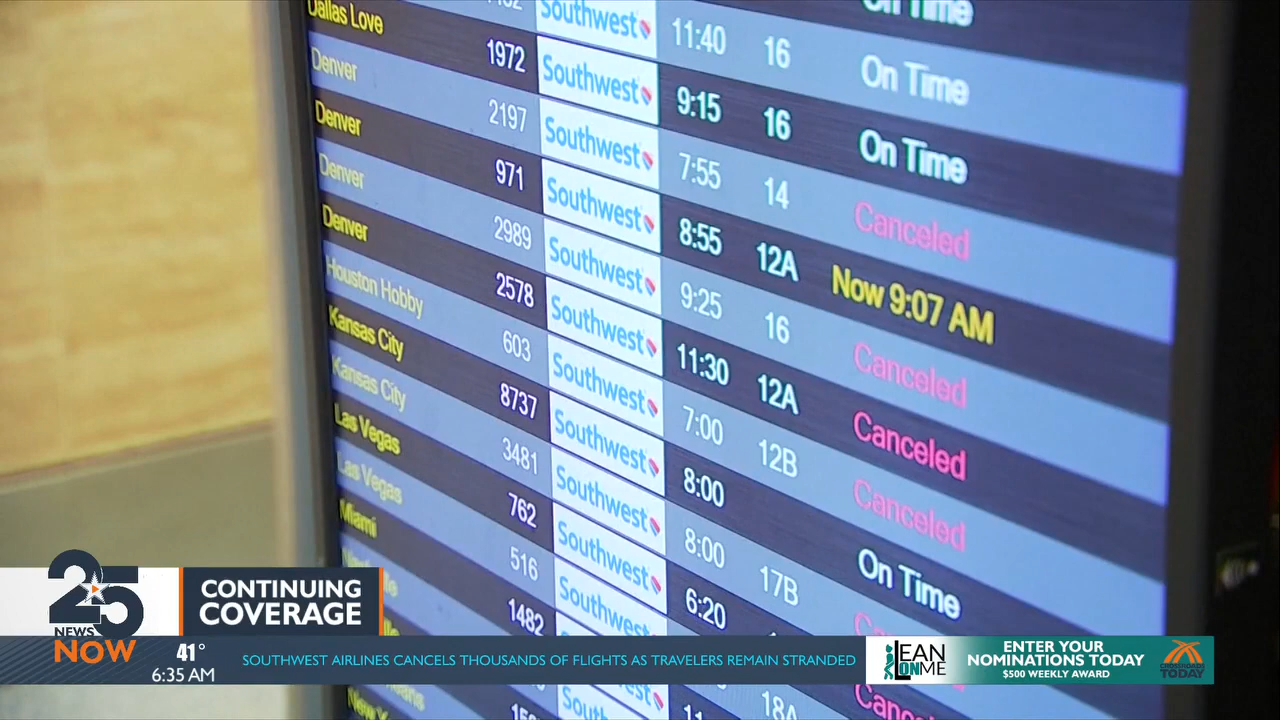 On Time
Southwest 11:40 16 On Time
Dallas Love 1972 Southwest 9:15 16 On Time
Denver 2197 Southwest 7:55 14 Canceled
Denver 971 Southwest 8:55 12A Now 9:07 AM
Denver 2989 Southwest 9:25 16 Canceled
Denver 2578 Southwest 11:30 12A Canceled
Houston Hobby 603 Southwest 7:00 12B Canceled
Kansas City 8737 Southwest 8:00 On Time
Kansas City 3481 Southwest 8:00 17B
Las Vegas 762 Southwest 6:20
Las Vegas 516 Southwest
Miami 1482
18A
25
NEWS
NOW
CONTINUING
COVERAGE
41°
6:35 AM
SOUTHWEST AIRLINES CANCELS THOUSANDS OF FLIGHTS AS TRAVELERS REMAIN STRANDED
LEAN
ON ME
ENTER YOUR
NOMINATIONS TODAY
$500 WEEKLY AWARD
CROSSROADS
TODAY